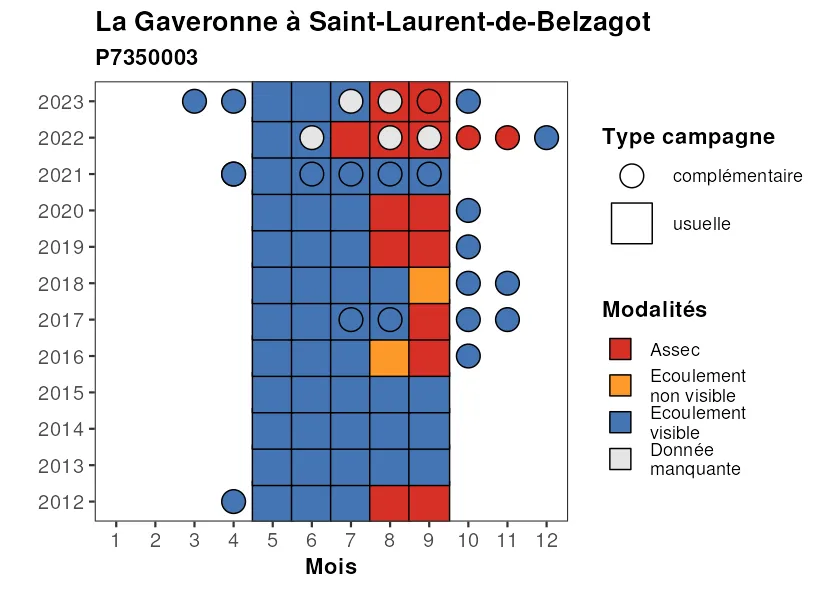 La Gaveronne à Saint-Laurent-de-Belzagot
P7350003
2023
2022
2021
2020
2019
2018
2017
2016
2015
2014
2013
2012
1 2 3 4 5 6 7 8 9 10 11 12
Mois
Type campagne
complémentaire
usuelle
Modalités
Assec
Ecoulement
non visible
Ecoulement
visible
Donnée
manquante